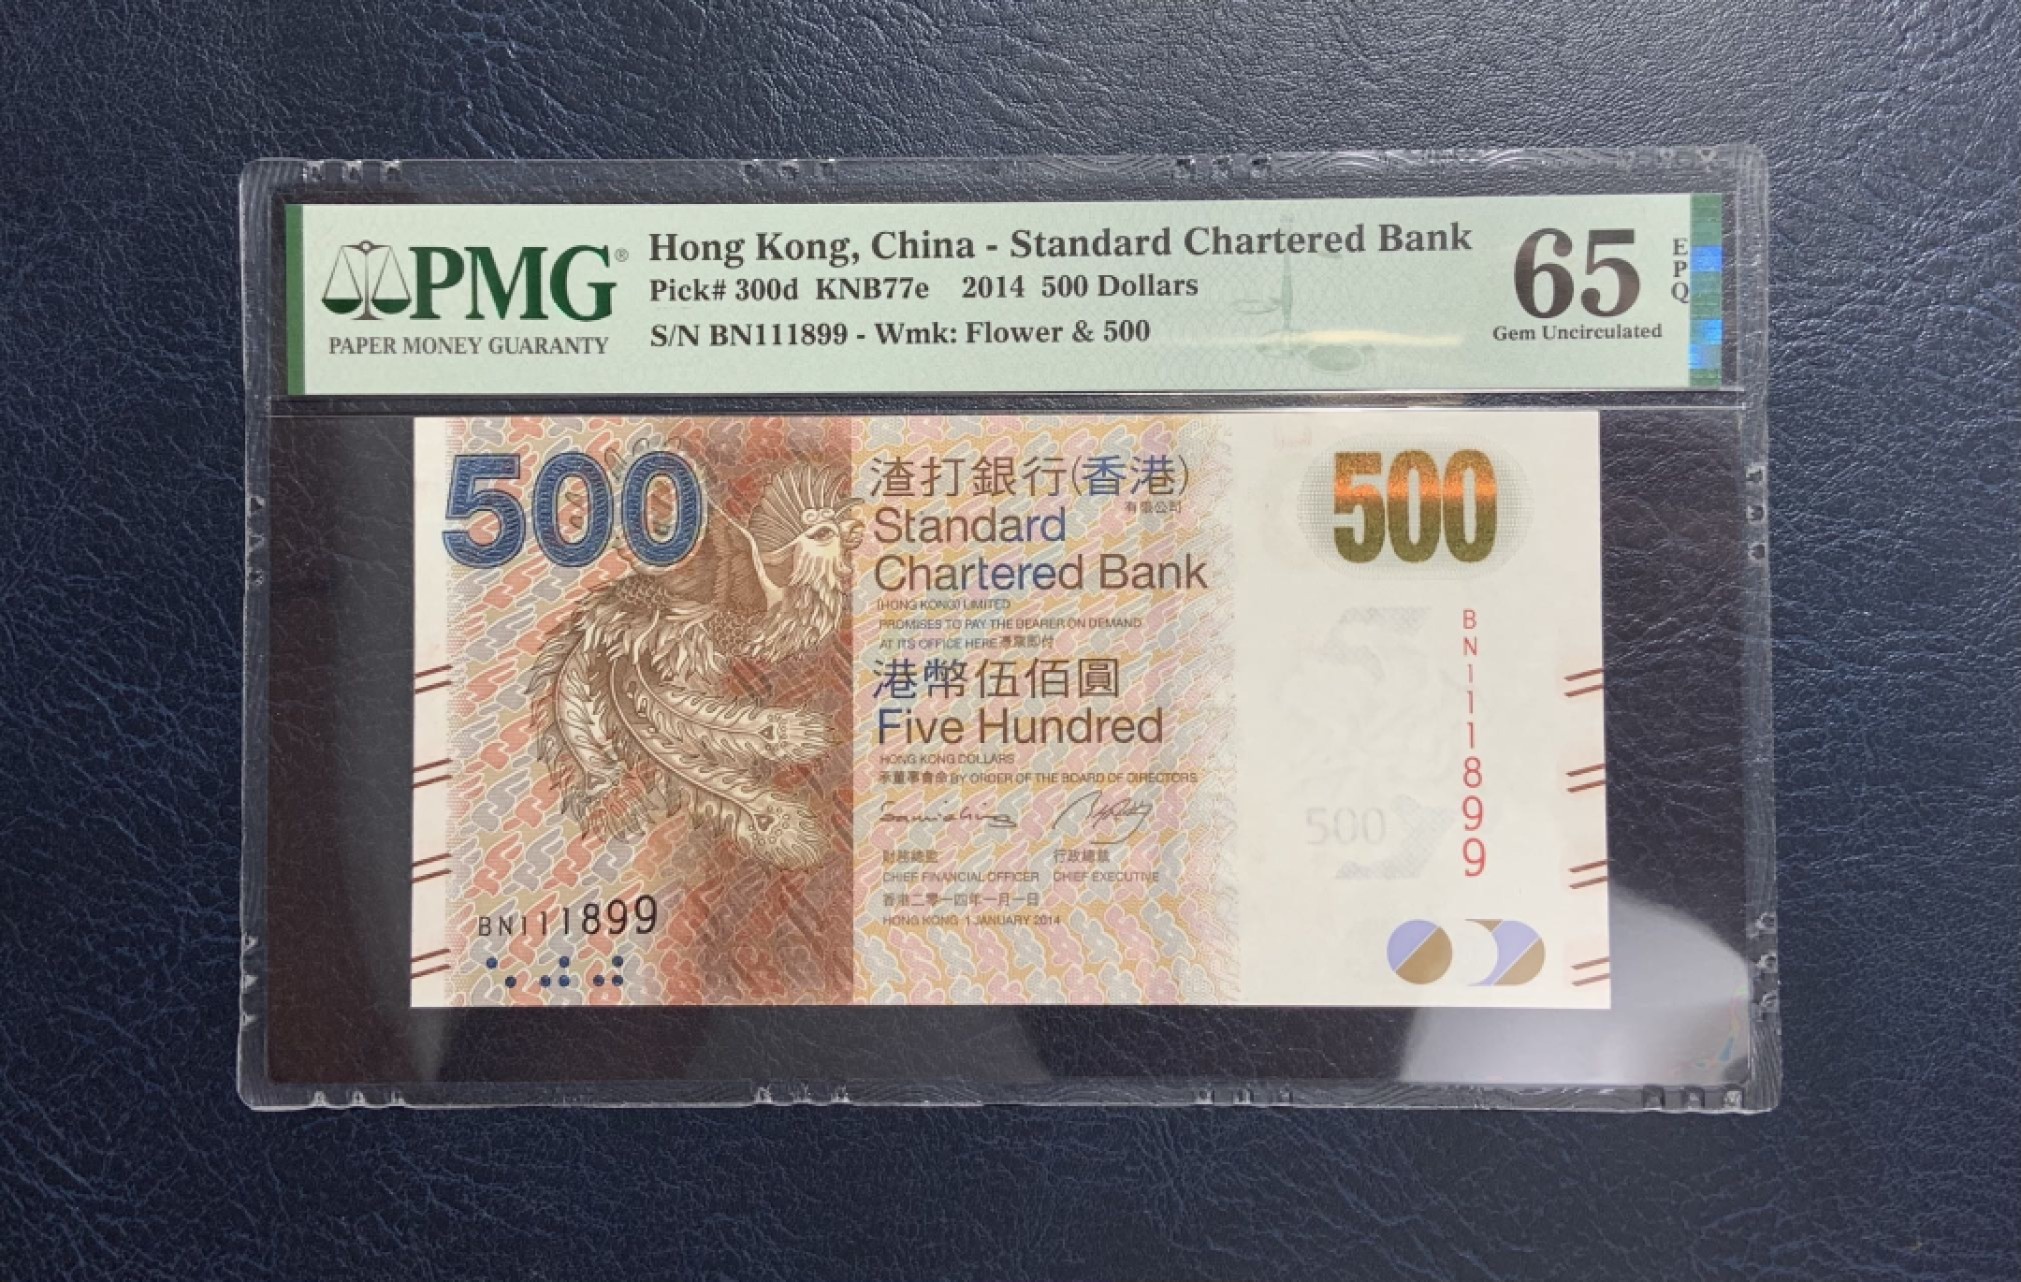 PMG®
PAPER MONEY GUARANTY
Hong Kong, China - Standard Chartered Bank
Pick# 300d KNB77e 2014 500 Dollars
S/N BN111899 - Wmk: Flower & 500
65
EPQ
Gem Uncirculated
500
渣打銀行(香港)
有限公司
Standard
Chartered Bank
(HONG KONG) LIMITED
PROMISES TO PAY THE BEARER ON DEMAND
AT ITS OFFICE HERE 憑票即付
港幣伍佰圓
Five Hundred
HONG KONG DOLLARS
承董事會命 BY ORDER OF THE BOARD OF DIRECTORS
財務總監 行政總裁
CHIEF FINANCIAL OFFICER CHIEF EXECUTIVE
香港二零一四年一月一日
HONG KONG 1 JANUARY 2014
BN111899
500
BN111899
500